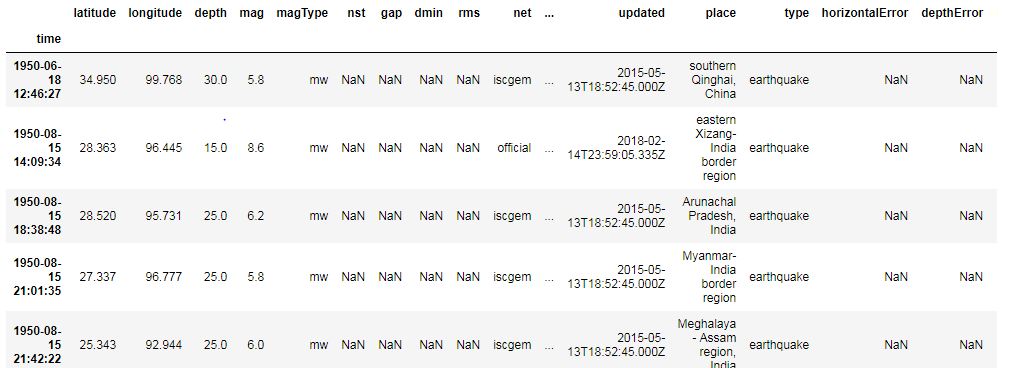 latitude longitude depth mag magType nst gap dmin rms net ... updated place type horizontalError depthError
time
1950-06-18 12:46:27 34.950 99.768 30.0 5.8 mw NaN NaN NaN NaN iscgem ... 2015-05-13T18:52:45.000Z southern Qinghai, China earthquake NaN NaN
1950-08-15 14:09:34 28.363 96.445 15.0 8.6 mw NaN NaN NaN NaN official ... 2018-02-14T23:59:05.335Z eastern Xizang-India border region earthquake NaN NaN
1950-08-15 18:38:48 28.520 95.731 25.0 6.2 mw NaN NaN NaN NaN iscgem ... 2015-05-13T18:52:45.000Z Arunachal Pradesh, India earthquake NaN NaN
1950-08-15 21:01:35 27.337 96.777 25.0 5.8 mw NaN NaN NaN NaN iscgem ... 2015-05-13T18:52:45.000Z Myanmar-India border region earthquake NaN NaN
1950-08-15 21:42:22 25.343 92.944 25.0 6.0 mw NaN NaN NaN NaN iscgem ... 2015-05-13T18:52:45.000Z Meghalaya - Assam region, India earthquake NaN NaN